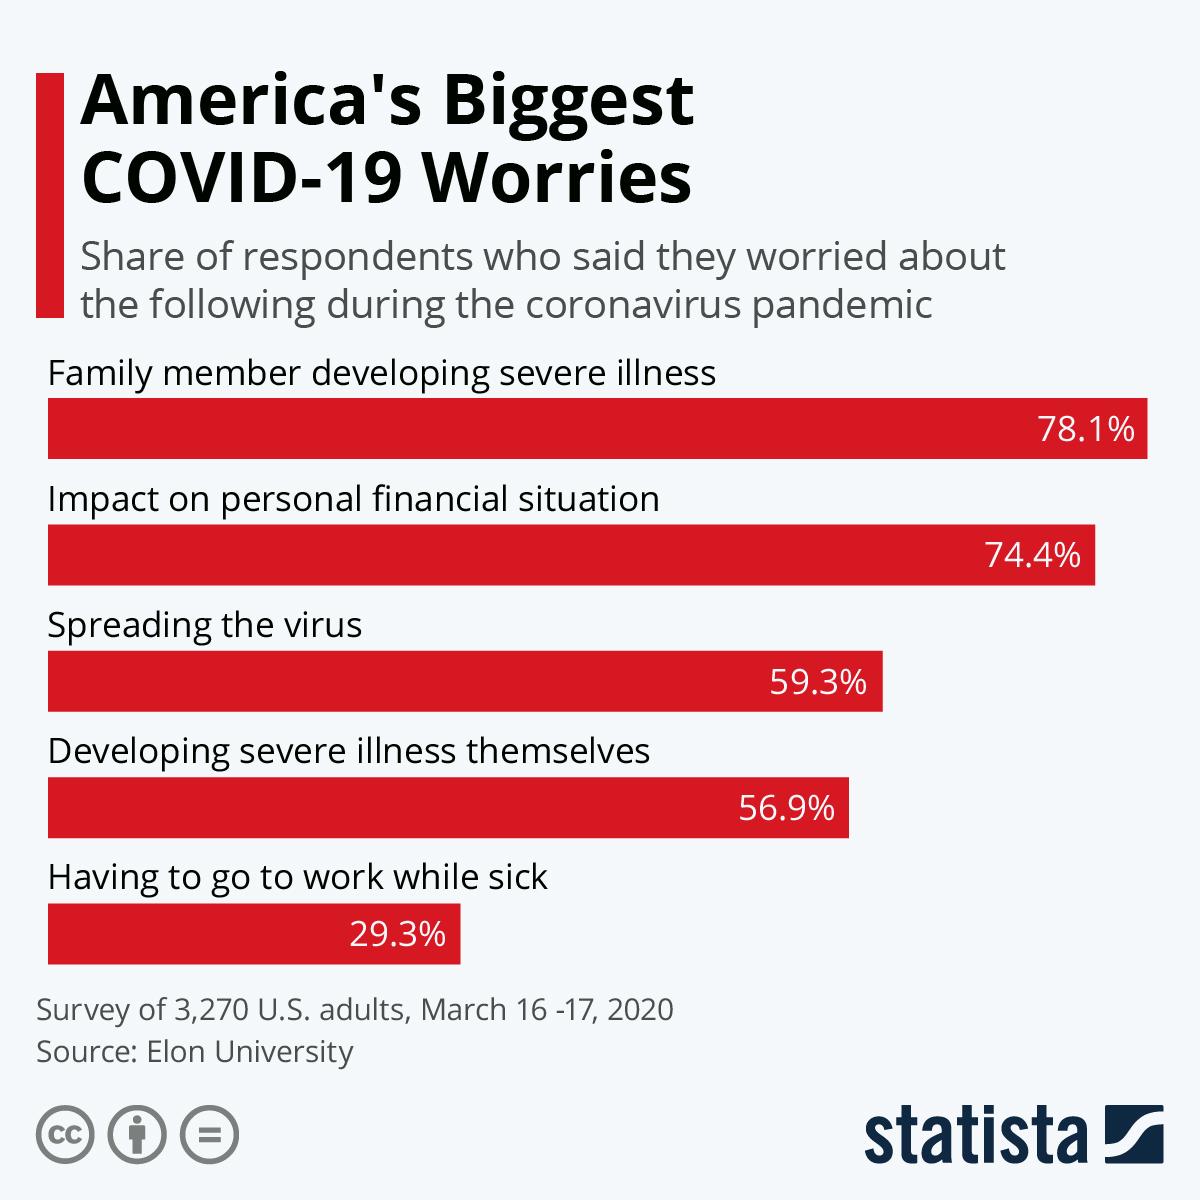 America's Biggest
COVID-19 Worries
Share of respondents who said they worried about
the following during the coronavirus pandemic
Family member developing severe illness
78.1%
Impact on personal financial situation
74.4%
Spreading the virus
59.3%
Developing severe illness themselves
56.9%
Having to go to work while sick
29.3%
Survey of 3,270 U.S. adults, March 16 -17, 2020
Source: Elon University
cc
statista